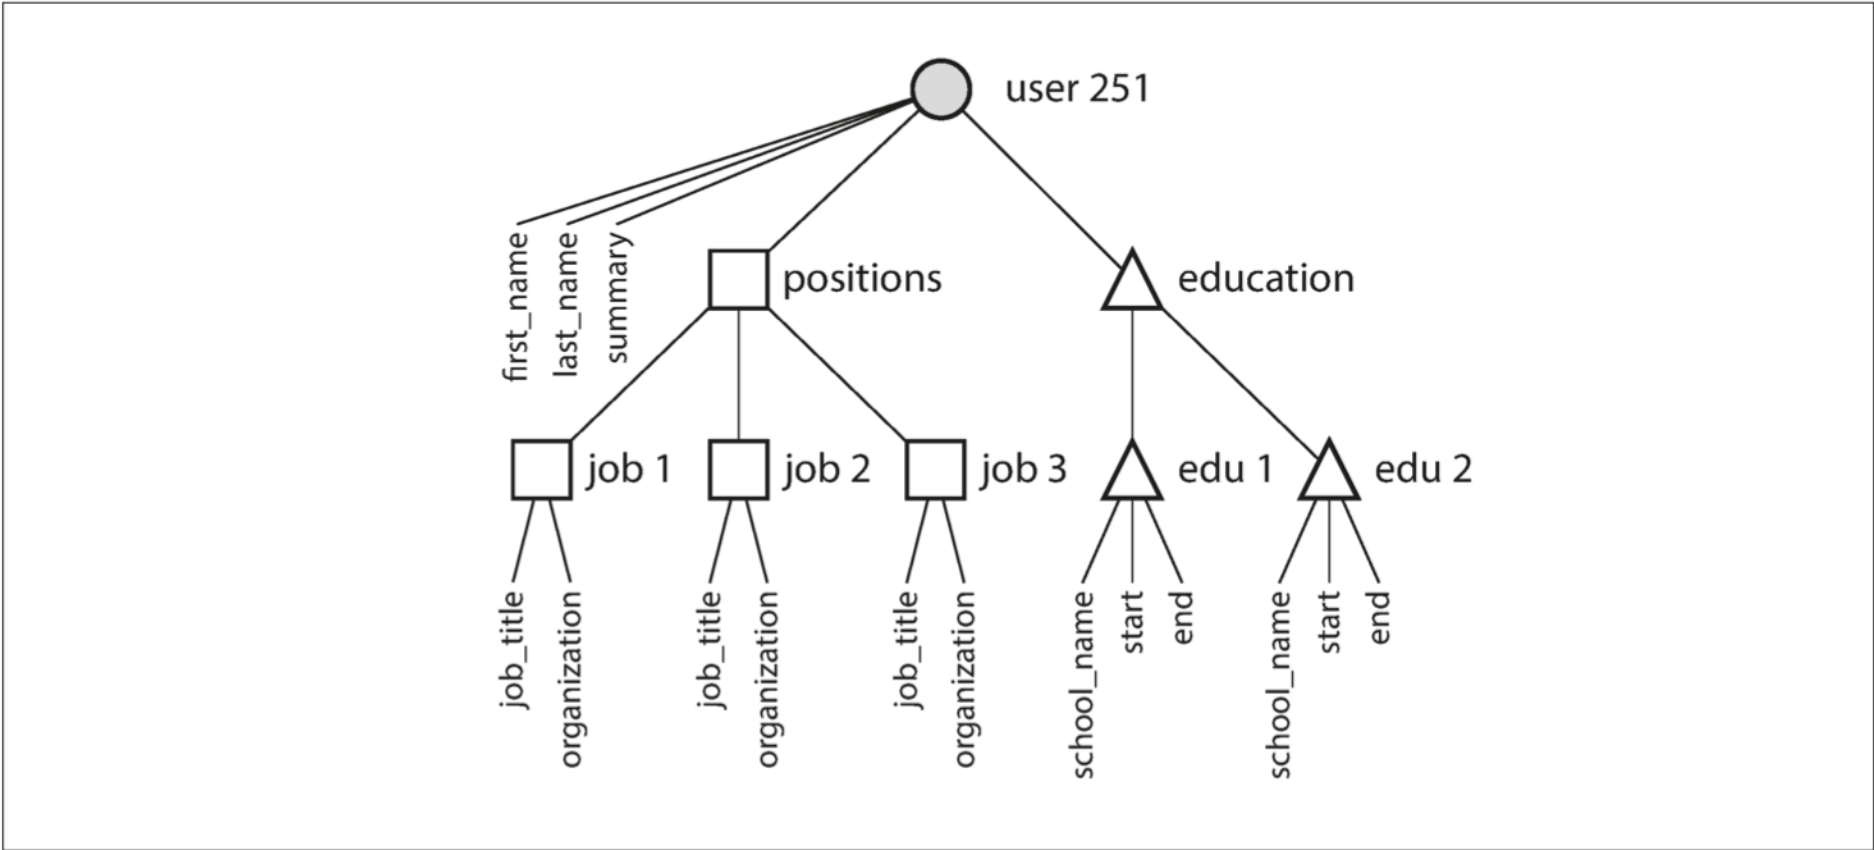 user 251
first_name
last_name
summary
positions
education
job 1
job 2
job 3
edu 1
edu 2
job_title
organization
job_title
organization
job_title
organization
school_name
start
end
school_name
start
end